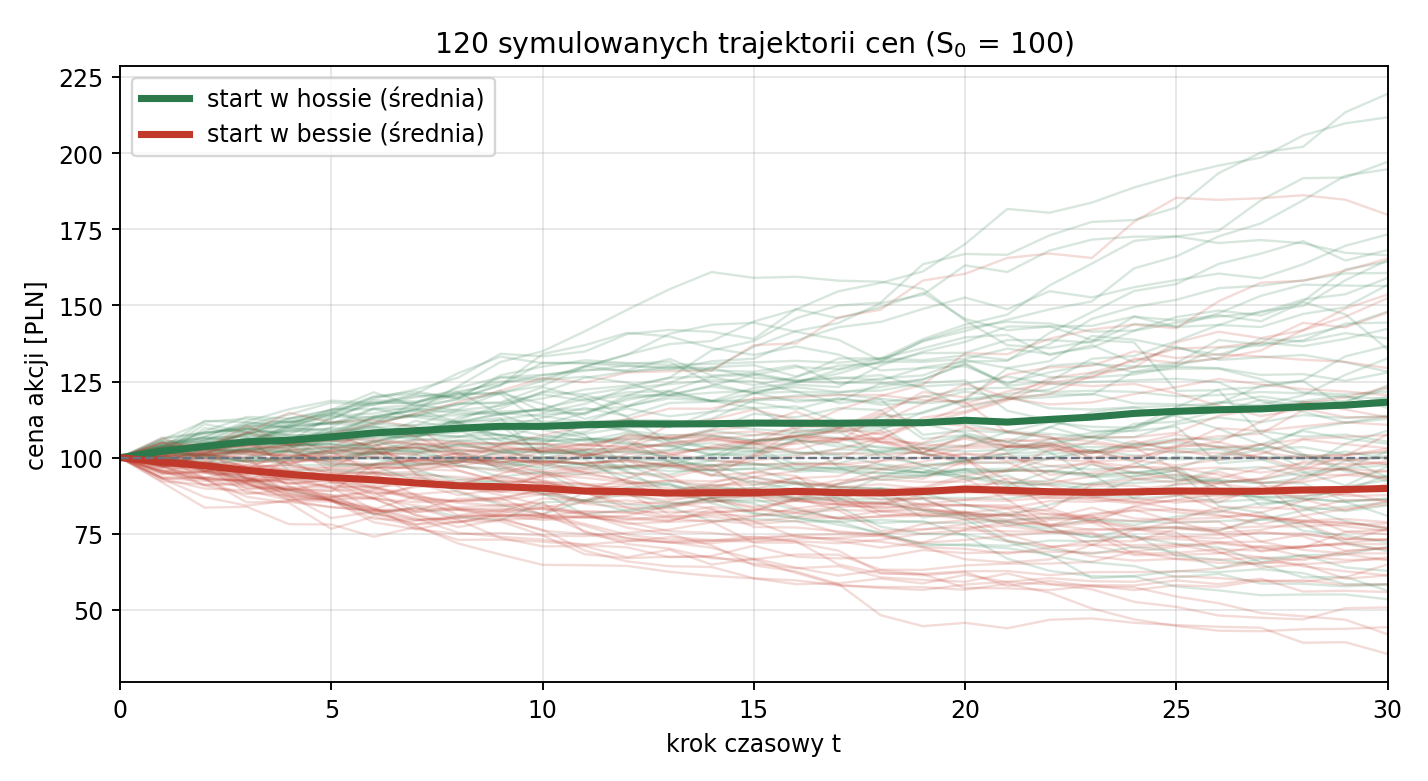 120 symulowanych trajektorii cen (S₀ = 100)
start w hossie (średnia)
start w bessie (średnia)
cena akcji [PLN]
225
200
175
150
125
100
75
50
0 5 10 15 20 25 30
krok czasowy t